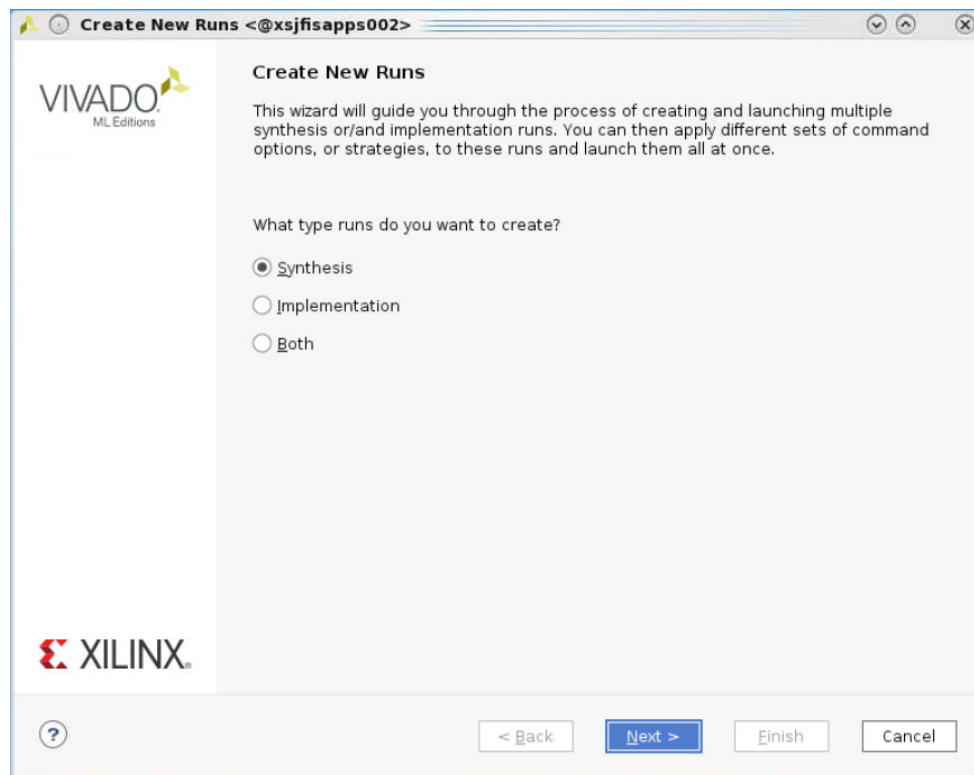 Create New Runs <@xsjfisapps002>
VIVADO.
ML Editions
Create New Runs
This wizard will guide you through the process of creating and launching multiple
synthesis or/and implementation runs. You can then apply different sets of command
options, or strategies, to these runs and launch them all at once.
What type runs do you want to create?
Synthesis
Implementation
Both
XILINX®
?
< Back
Next >
Finish
Cancel